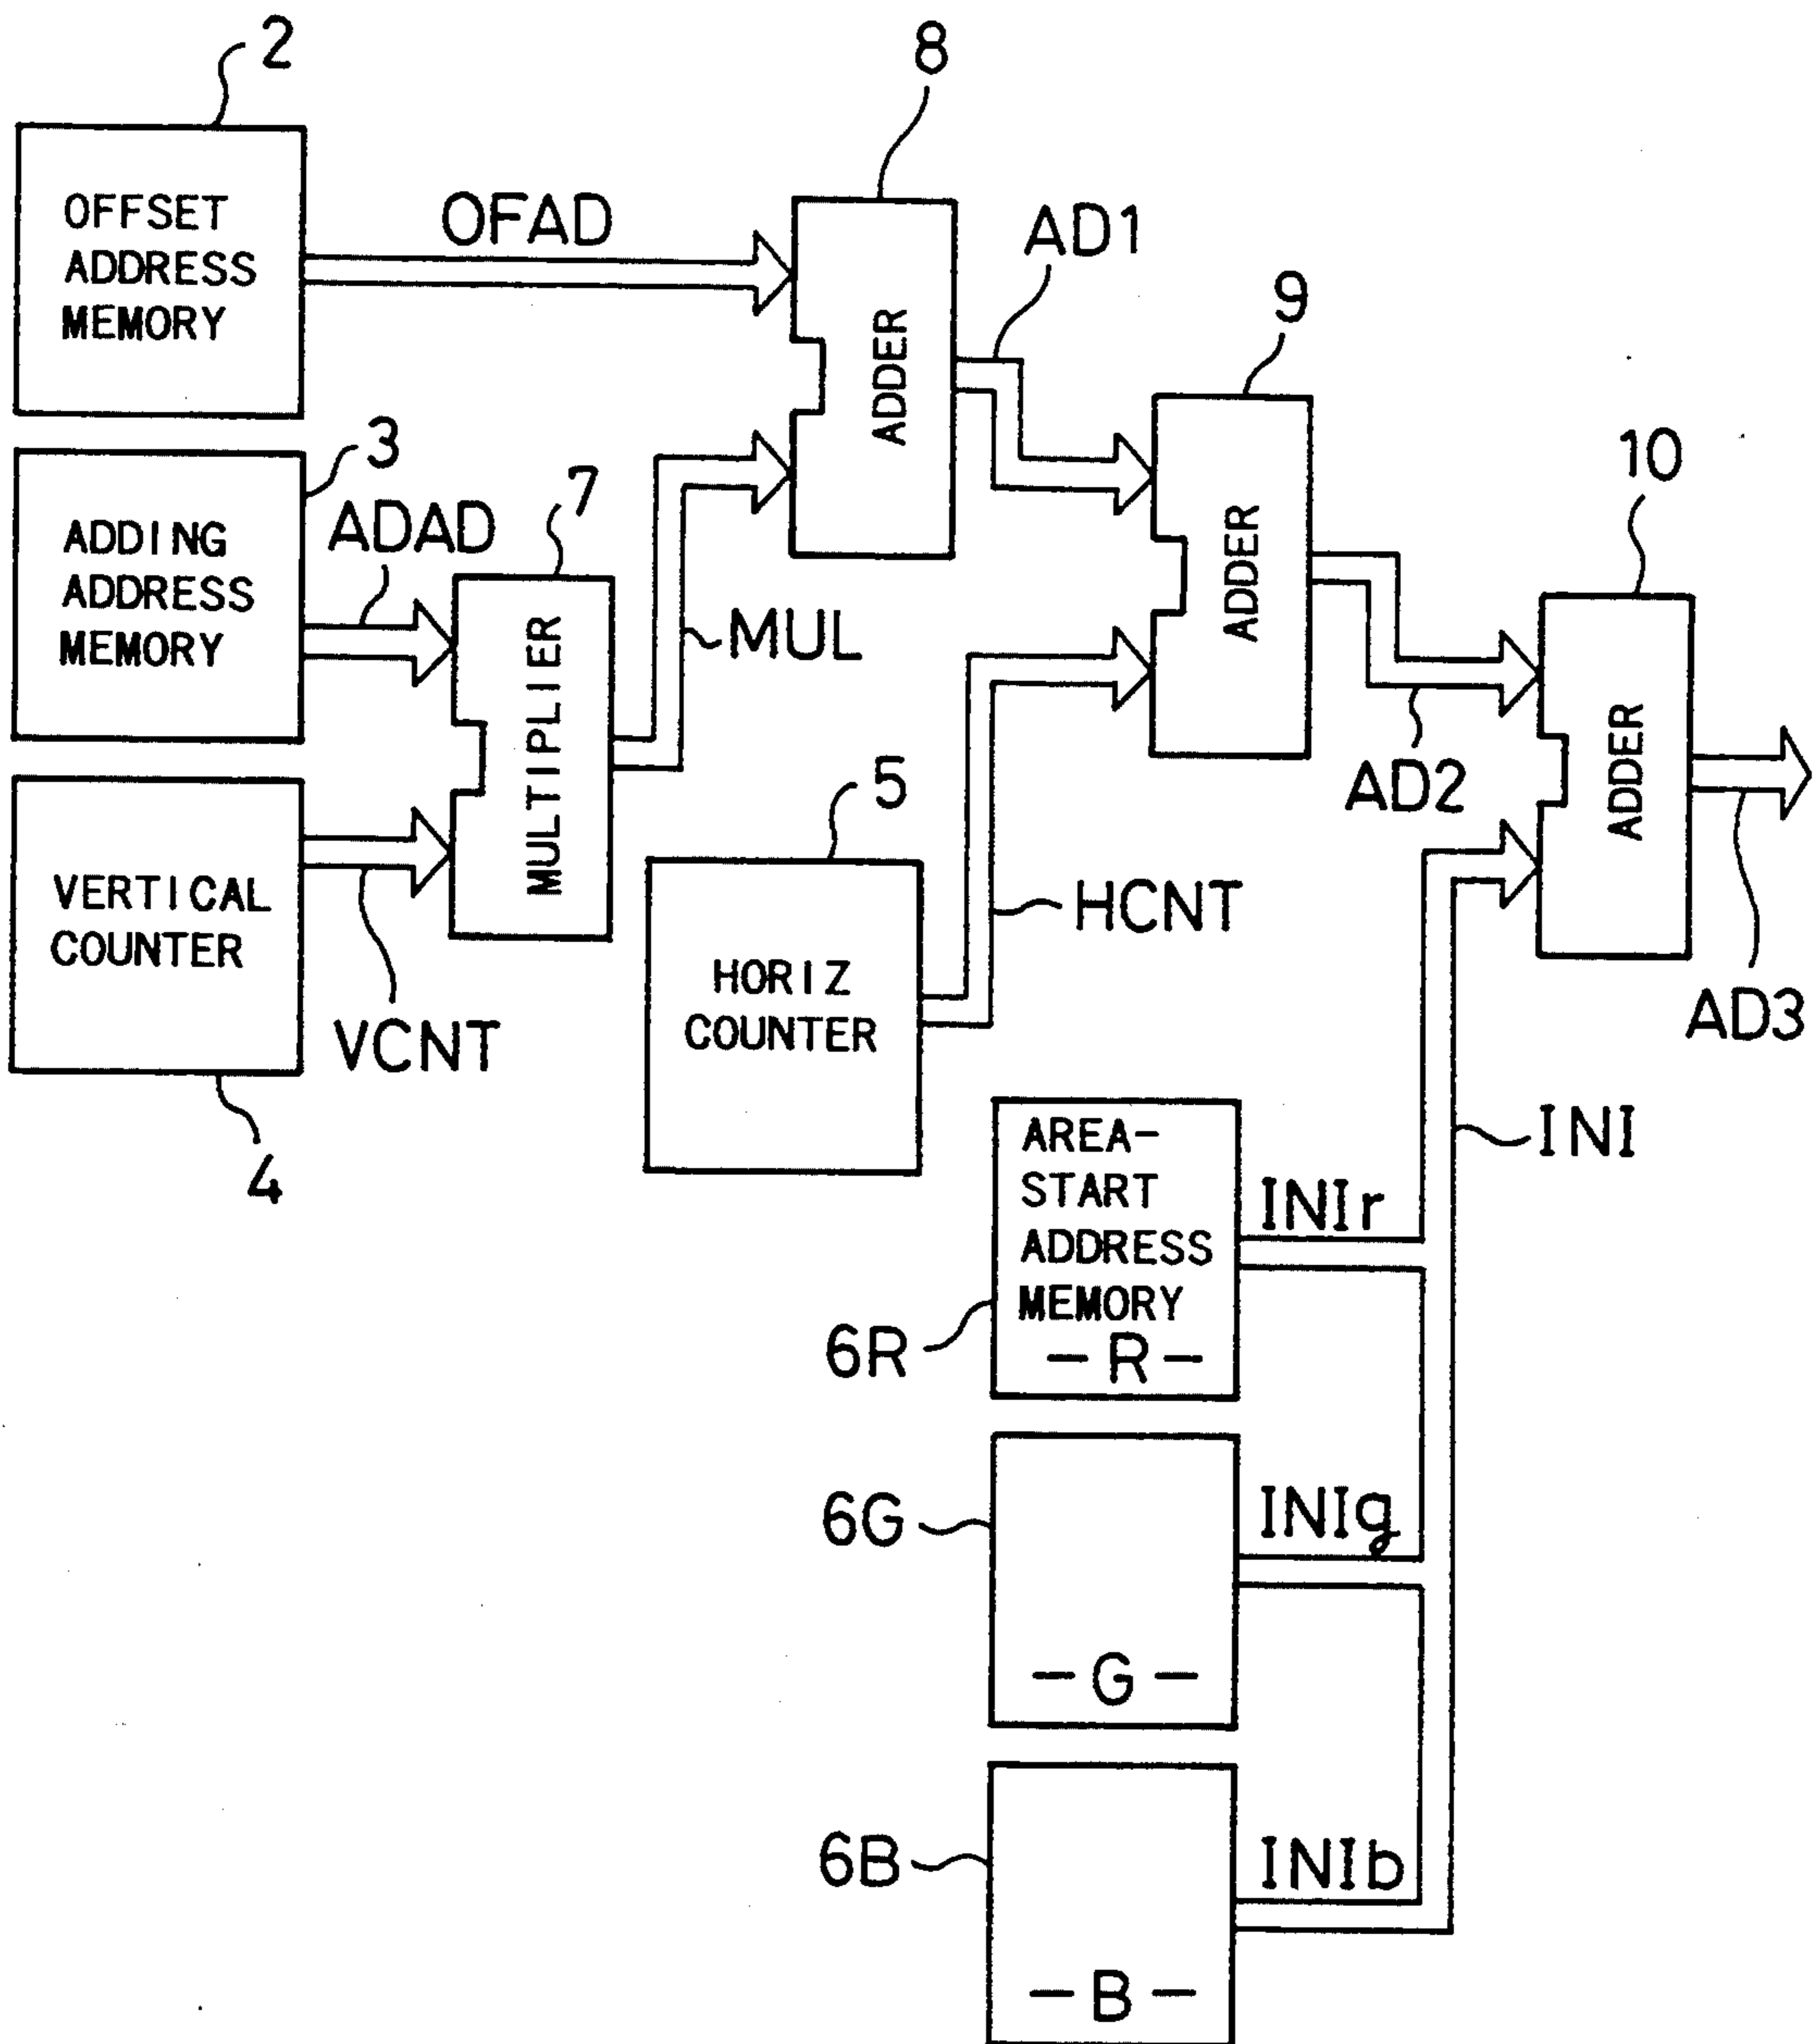 2
8
OFFSET
ADDRESS
MEMORY
OFAD
ADDER
AD1
9
3
ADDING
ADDRESS
MEMORY
ADAD
7
MULTIPLIER
MUL
ADDER
10
5
AD2
ADDER
VERTICAL
COUNTER
VCNT
4
HORIZ
COUNTER
HCNT
AD3
AREA-
START
ADDRESS
MEMORY
- R -
INIr
INI
6R
6G
INIg
- G -
6B
INIb
- B -